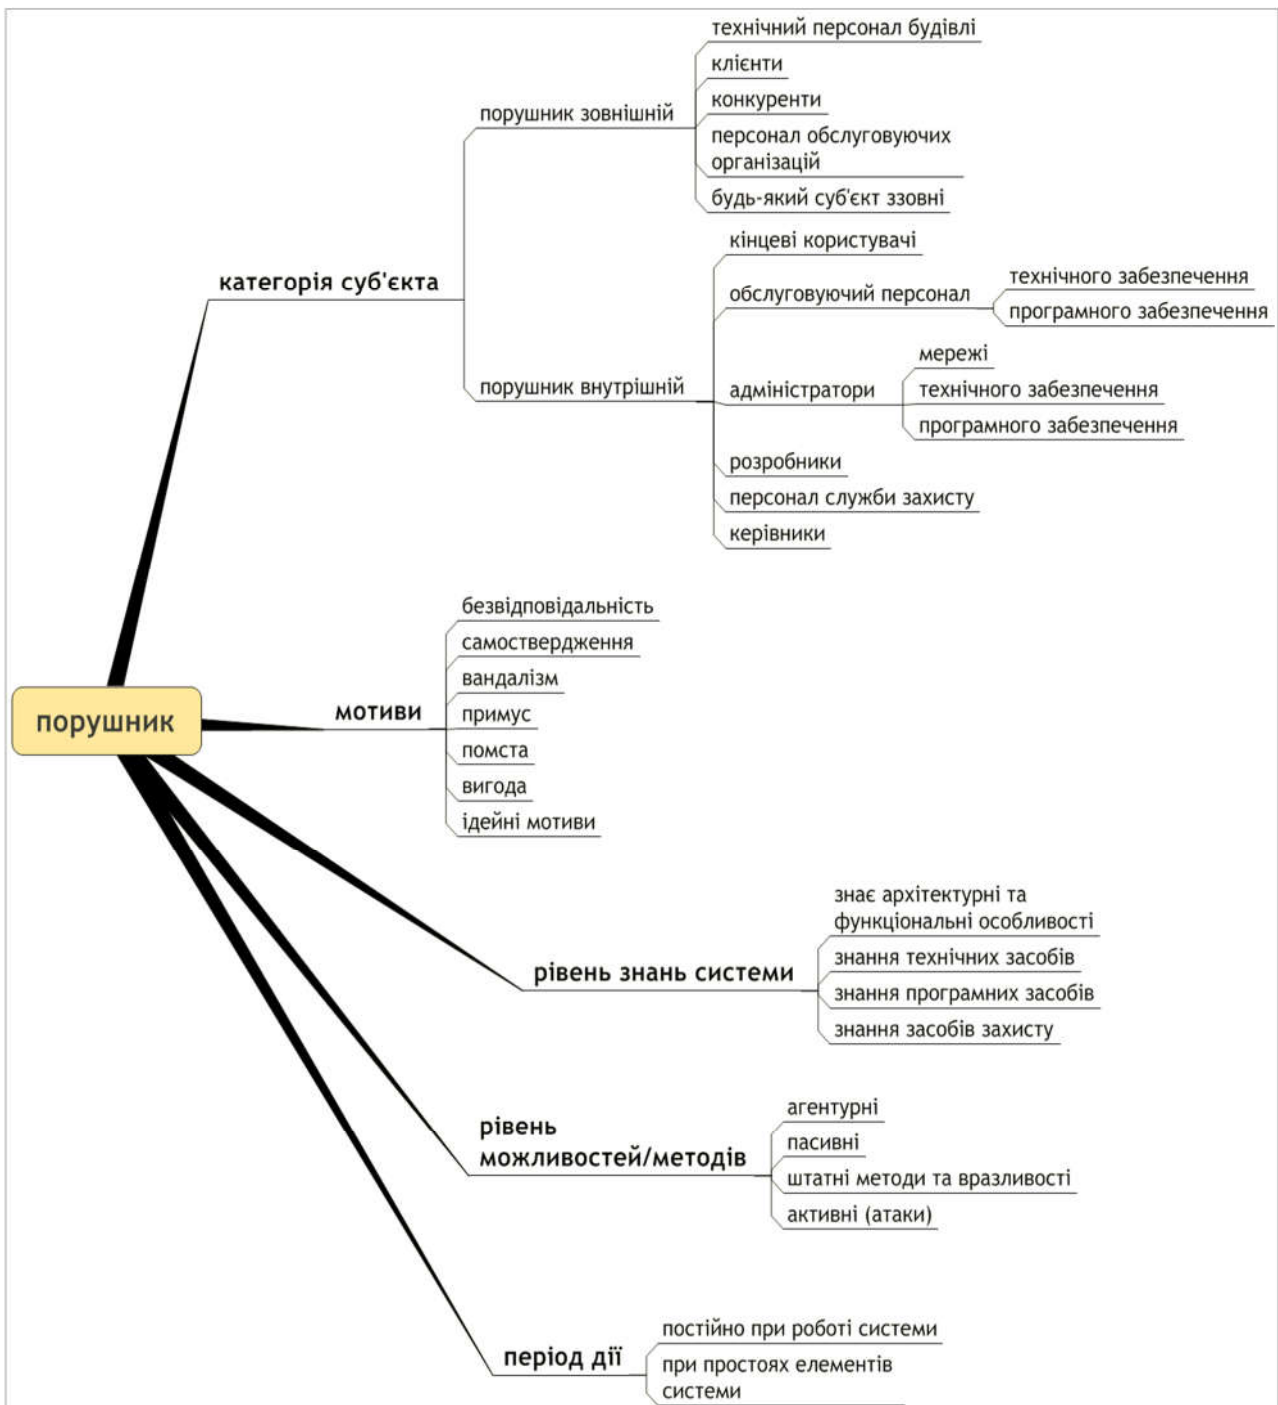 технічний персонал будівлі
клієнти
конкуренти
персонал обслуговуючих
організацій
будь-який суб'єкт ззовні
порушник зовнішній
категорія суб'єкта
кінцеві користувачі
обслуговуючий персонал
технічного забезпечення
програмного забезпечення
порушник внутрішній
адміністратори
мережі
технічного забезпечення
програмного забезпечення
розробники
персонал служби захисту
керівники
порушник
мотиви
безвідповідальність
самоствердження
вандалізм
примус
помста
вигода
ідейні мотиви
рівень знань системи
знає архітектурні та
функціональні особливості
знання технічних засобів
знання програмних засобів
знання засобів захисту
рівень
можливостей/методів
агентурні
пасивні
штатні методи та вразливості
активні (атаки)
період дії
постійно при роботі системи
при простоях елементів
системи